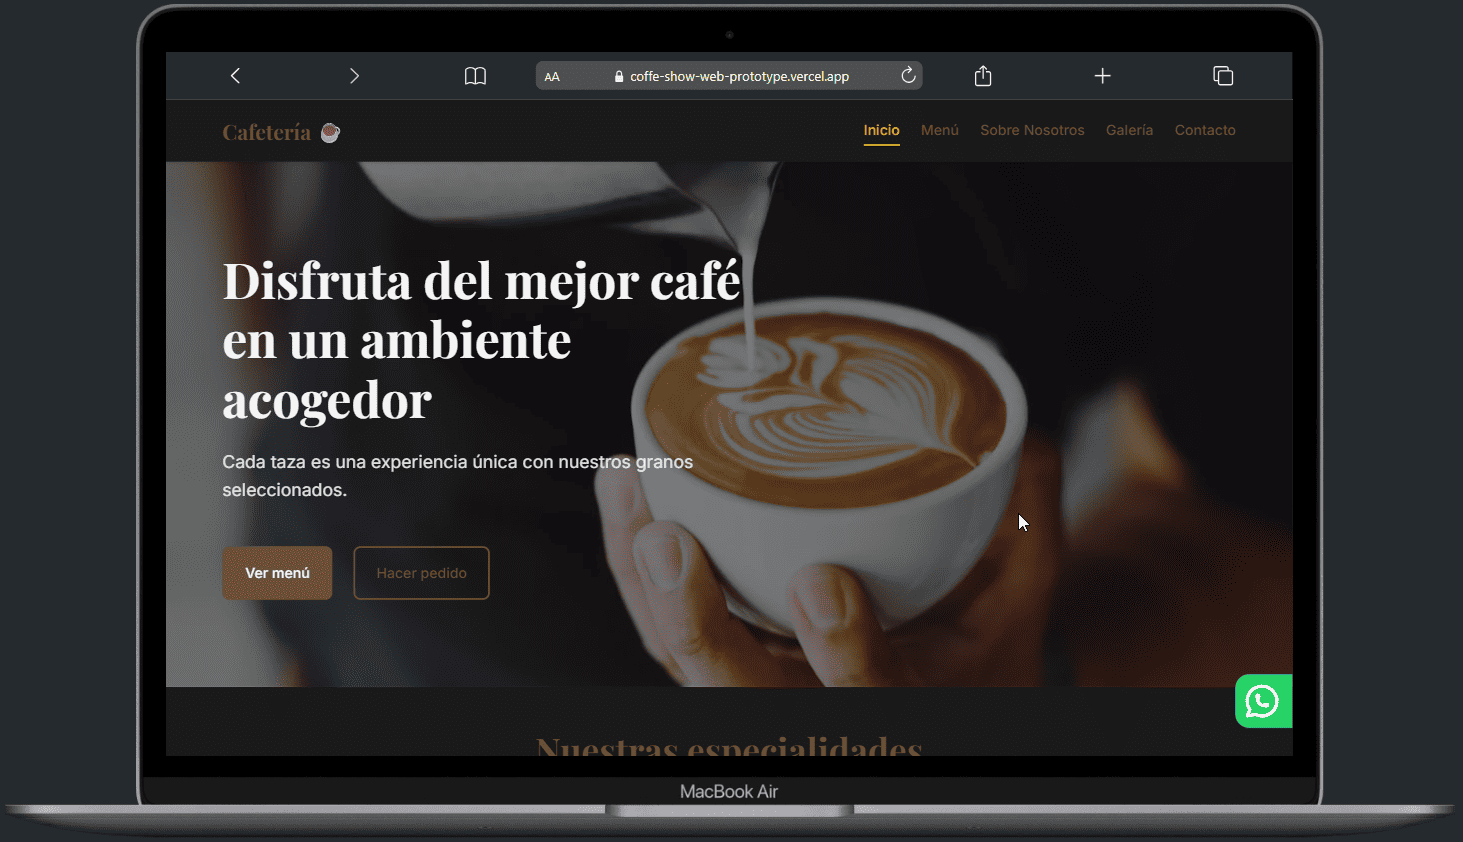 AA coffe-show-web-prototype.vercel.app
Cafetería
Inicio Menú Sobre Nosotros Galería Contacto
Disfruta del mejor café
en un ambiente
acogedor
Cada taza es una experiencia única con nuestros granos
seleccionados.
Ver menú Hacer pedido
Nuestras especialidades
MacBook Air